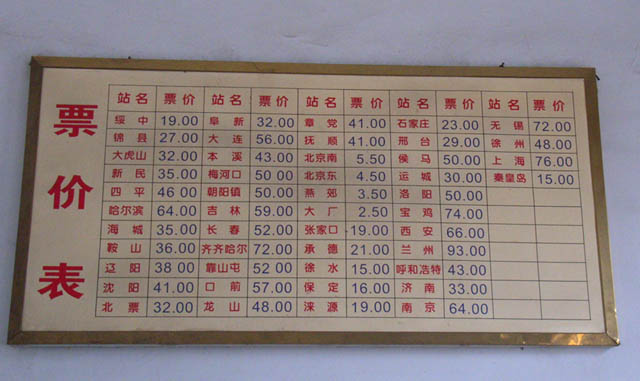 票价表
站名 票价 站名 票价 站名 票价 站名 票价 站名 票价
绥中 19.00 阜新 32.00 章党 41.00 石家庄 23.00 无锡 72.00
锦县 27.00 大连 56.00 抚顺 41.00 邢台 29.00 徐州 48.00
大虎山 32.00 本溪 43.00 北京南 5.50 侯马 50.00 上海 76.00
新民 35.00 梅河口 50.00 北京东 4.50 运城 30.00 秦皇岛 15.00
四平 46.00 朝阳镇 50.00 燕郊 3.50 洛阳 50.00
哈尔滨 64.00 吉林 59.00 大厂 2.50 宝鸡 74.00
海城 35.00 长春 52.00 张家口 19.00 西安 66.00
鞍山 36.00 齐齐哈尔 72.00 承德 21.00 兰州 93.00
辽阳 38 00 靠山屯 52 00 徐水 15.00 呼和浩特 43.00
沈阳 41.00 口前 57.00 保定 16.00 济南 33.00
北票 32.00 龙山 48.00 涞源 19.00 南京 64.00